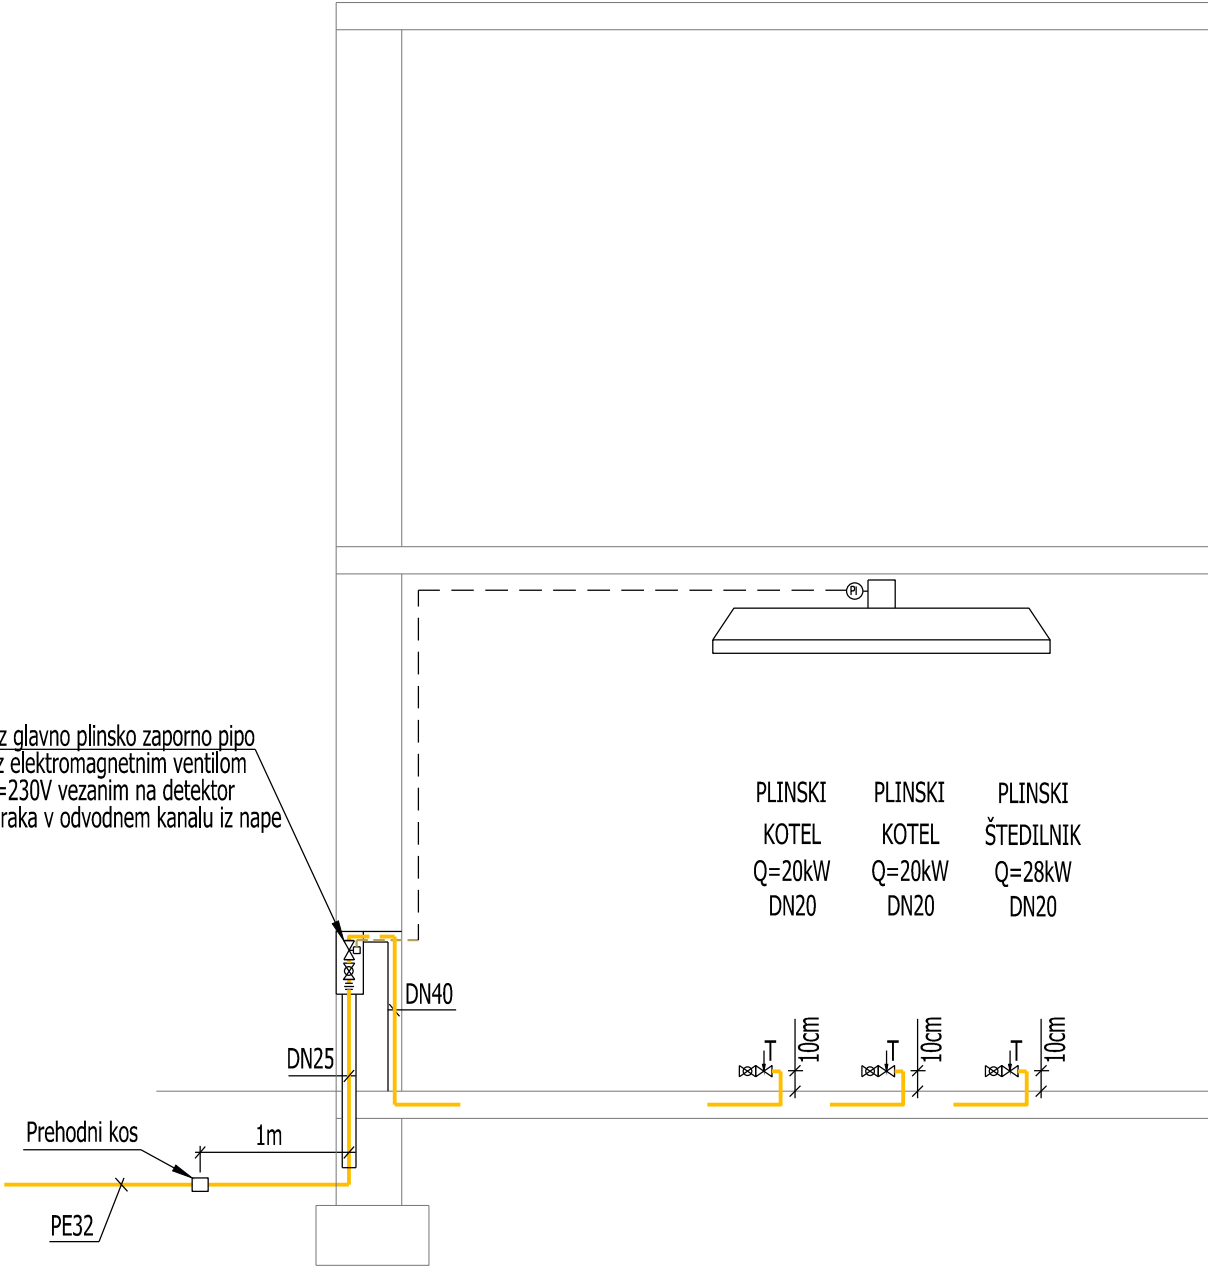 PI
z glavno plinsko zaporno pipo
z elektromagnetnim ventilom
=230V vezanim na detektor
raka v odvodnem kanalu iz nape
PLINSKI
KOTEL
Q=20kW
DN20
PLINSKI
KOTEL
Q=20kW
DN20
PLINSKI
ŠTEDILNIK
Q=28kW
DN20
DN40
T
10cm
T
10cm
T
10cm
DN25
Prehodni kos
1m
PE32